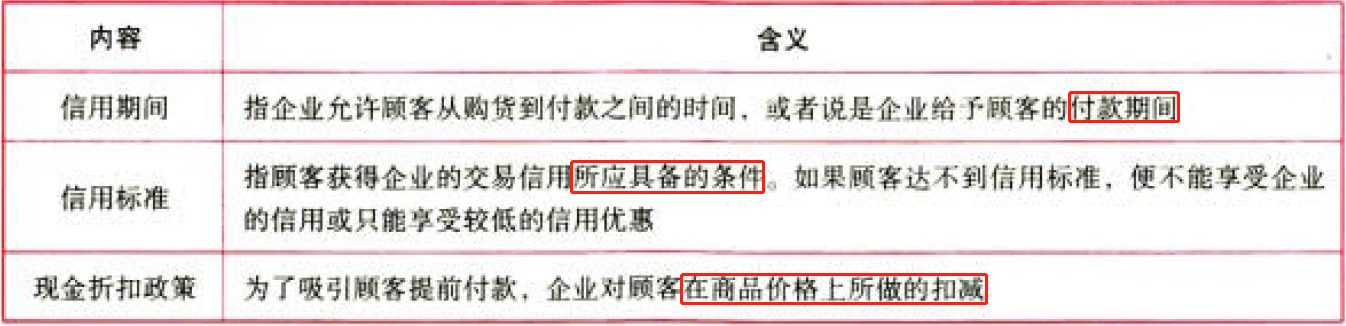 内容
含义
信用期间
指企业允许顾客从购货到付款之间的时间，或者说是企业给予顾客的付款期间
信用标准
指顾客获得企业的交易信用所应具备的条件。如果顾客达不到信用标准，便不能享受企业
的信用或只能享受较低的信用优惠
现金折扣政策
为了吸引顾客提前付款，企业对顾客在商品价格上所做的扣减